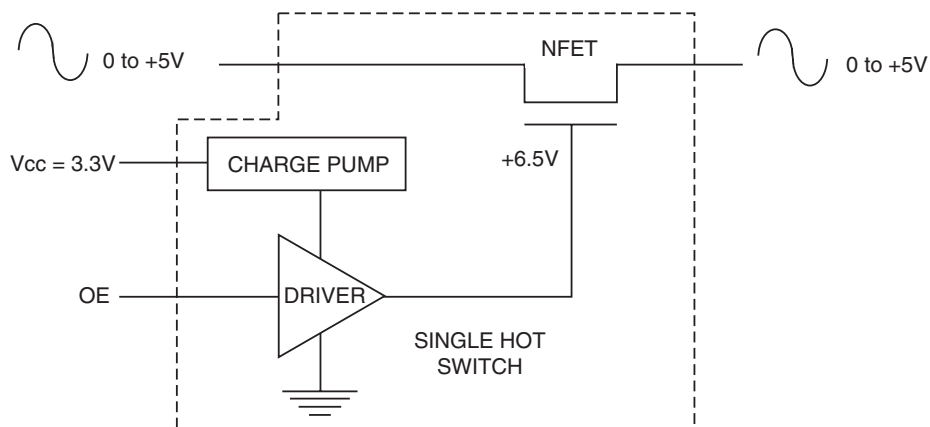 NFET
0 to +5V
0 to +5V
+6.5V
Vcc = 3.3V
CHARGE PUMP
OE
DRIVER
SINGLE HOT
SWITCH